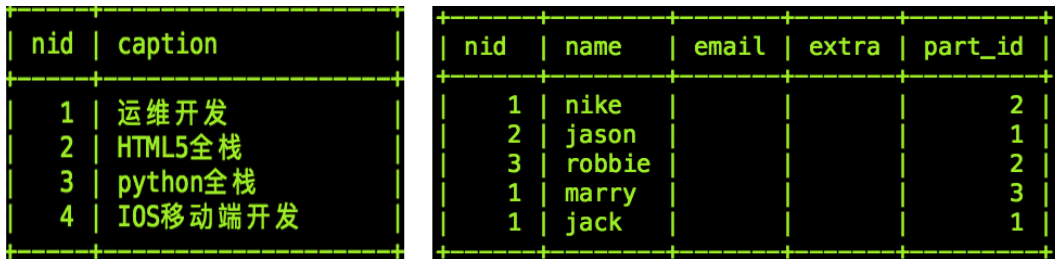 nid | caption
1 | 运维开发
2 | HTML5全栈
3 | python全栈
4 | IOS移动端开发
nid | name | email | extra | part_id
1 | nike | | | 2
2 | jason | | | 1
3 | robbie | | | 2
1 | marry | | | 3
1 | jack | | | 1